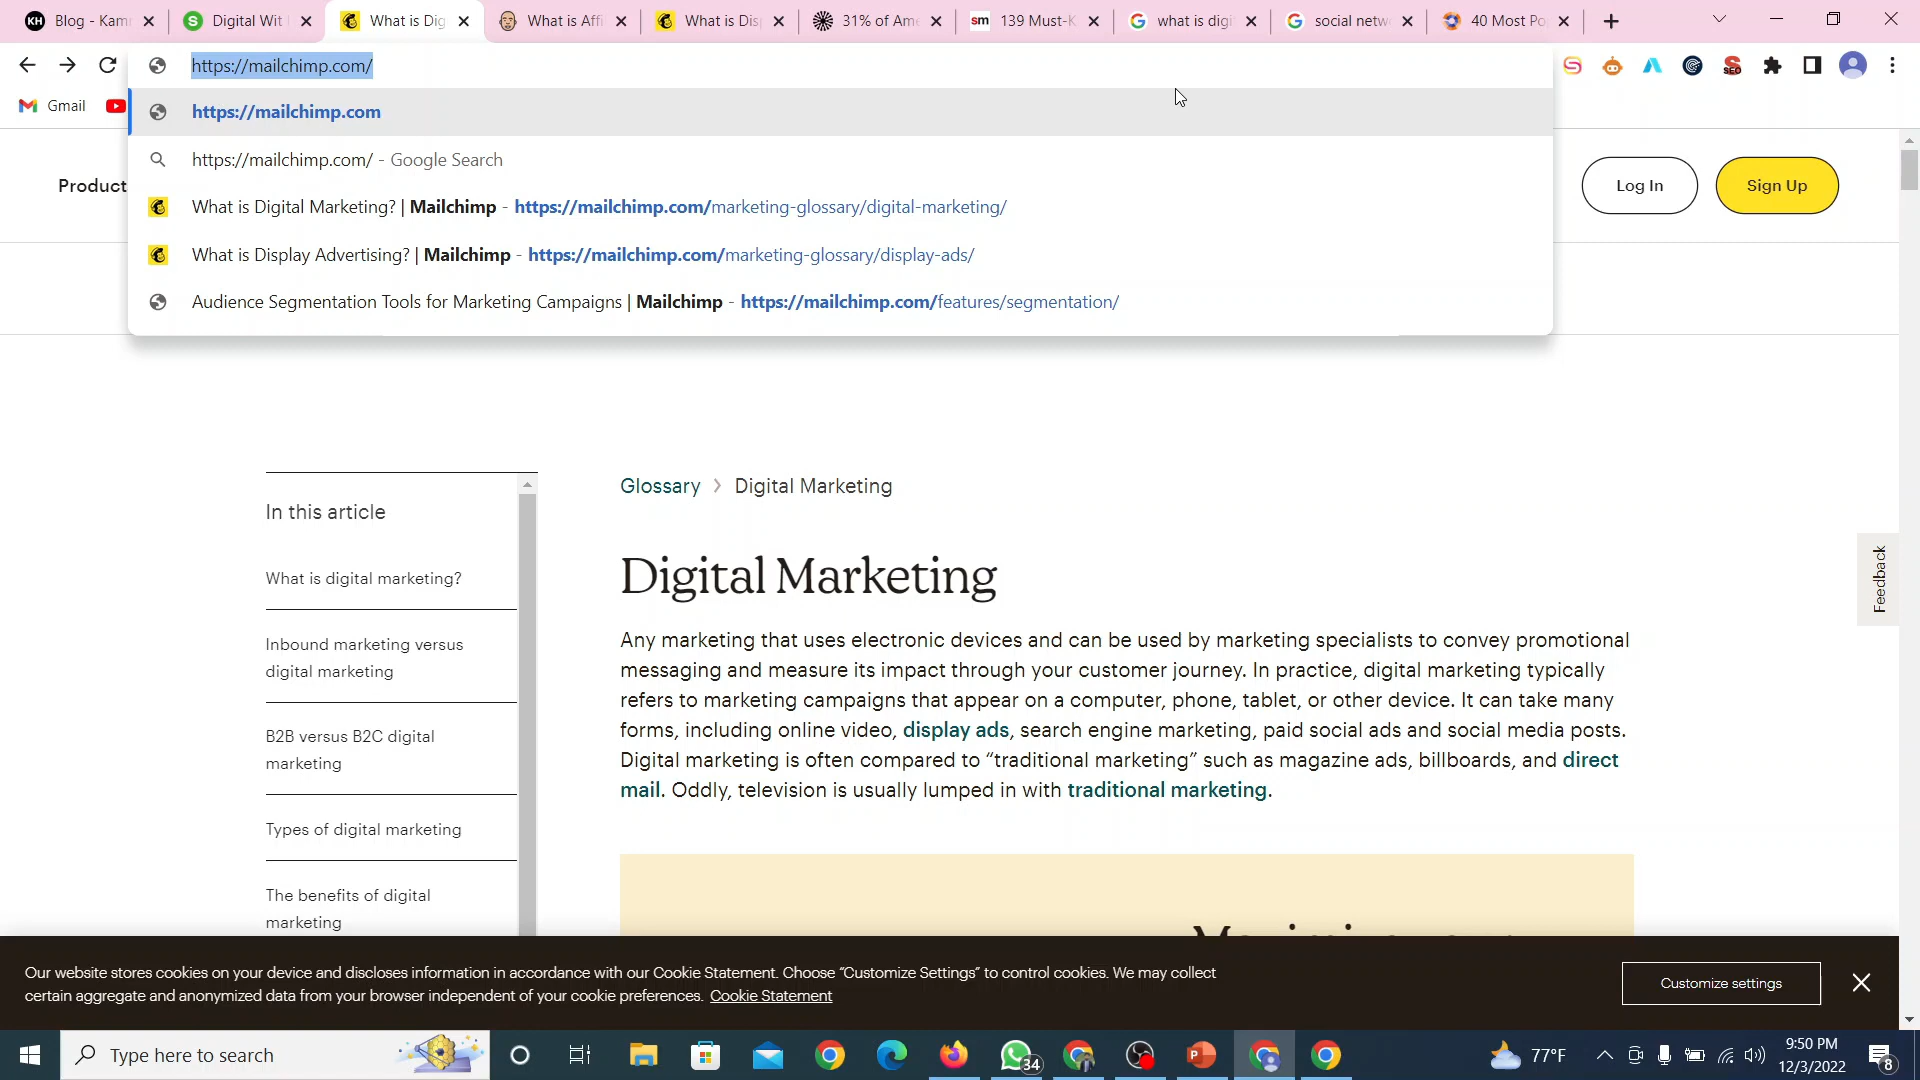 Blog - Kam
Digital Wit
What is Dig
What is Affi
What is Dis
31% of Ame
139 Must-K
what is digi
social netw
40 Most Po
https://mailchimp.com/
Gmail
https://mailchimp.com
https://mailchimp.com/ - Google Search
What is Digital Marketing? | Mailchimp - https://mailchimp.com/marketing-glossary/digital-marketing/
What is Display Advertising? | Mailchimp - https://mailchimp.com/marketing-glossary/display-ads/
Audience Segmentation Tools for Marketing Campaigns | Mailchimp - https://mailchimp.com/features/segmentation/
Product
Log In
Sign Up
In this article
What is digital marketing?
Inbound marketing versus
digital marketing
B2B versus B2C digital
marketing
Types of digital marketing
The benefits of digital
marketing
Glossary > Digital Marketing
Digital Marketing
Any marketing that uses electronic devices and can be used by marketing specialists to convey promotional
messaging and measure its impact through your customer journey. In practice, digital marketing typically
refers to marketing campaigns that appear on a computer, phone, tablet, or other device. It can take many
forms, including online video, display ads, search engine marketing, paid social ads and social media posts.
Digital marketing is often compared to “traditional marketing” such as magazine ads, billboards, and direct
mail. Oddly, television is usually lumped in with traditional marketing.
Feedback
Our website stores cookies on your device and discloses information in accordance with our Cookie Statement. Choose “Customize Settings” to control cookies. We may collect
certain aggregate and anonymized data from your browser independent of your cookie preferences. Cookie Statement
Customize settings
Type here to search
34
77°F
9:50 PM
12/3/2022
8